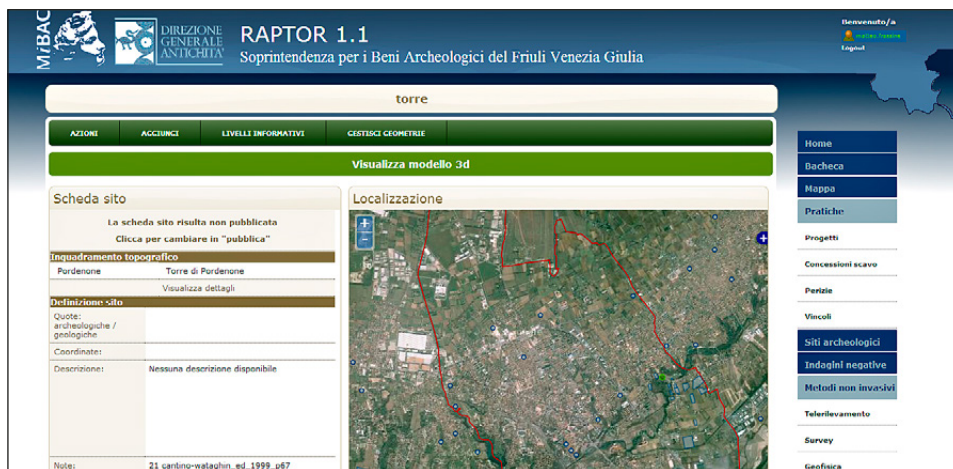 MiBAC
DIREZIONE
GENERALE
ANTICHITA'
RAPTOR 1.1
Soprintendenza per i Beni Archeologici del Friuli Venezia Giulia
Benvenuto/a
Logout
torre
AZIONI
AGGIUNGI
LIVELLI INFORMATIVI
GESTISCI GEOMETRIE
Visualizza modello 3d
Scheda sito
La scheda sito risulta non pubblicata
Clicca per cambiare in "pubblica"
Inquadramento topografico
Pordenone
Torre di Pordenone
Visualizza dettagli
Definizione sito
Quote:
archeologiche /
geologiche
Coordinate:
Descrizione:
Nessuna descrizione disponibile
Note:
21 cantino-wataghin_ed_1999_p67
Localizzazione
+
-
+
Home
Bacheca
Mappa
Pratiche
Progetti
Concessioni scavo
Perizie
Vincoli
Siti archeologici
Indagini negative
Metodi non invasivi
Telerilevamento
Survey
Geofisica